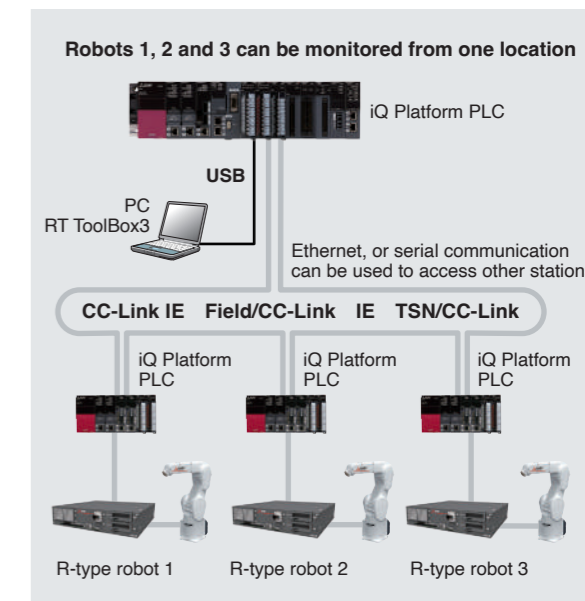 Robots 1, 2 and 3 can be monitored from one location
iQ Platform PLC
USB
PC
RT ToolBox3
Ethernet, or serial communication
can be used to access other station
CC-Link IE Field/CC-Link IE TSN/CC-Link
iQ Platform
PLC
iQ Platform
PLC
iQ Platform
PLC
R-type robot 1
R-type robot 2
R-type robot 3